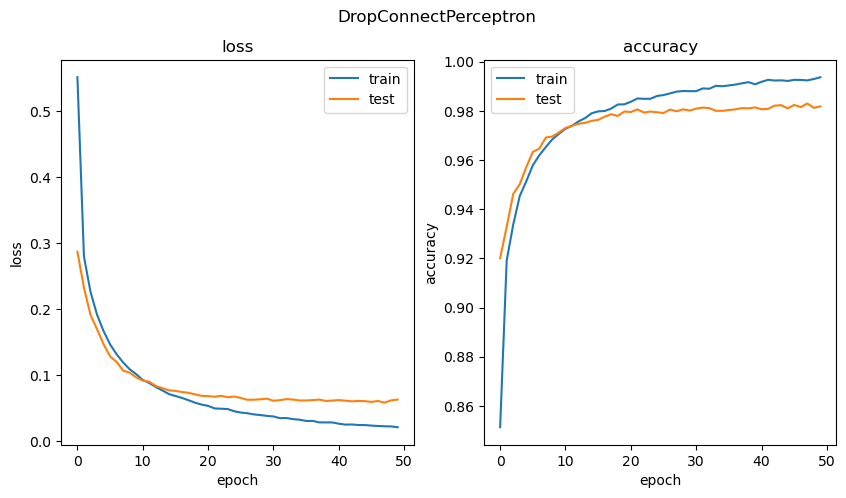 DropConnectPerceptron
loss
train
test
0.5
0.4
0.3
0.2
0.1
0.0
loss
0 10 20 30 40 50
epoch
accuracy
train
test
1.00
0.98
0.96
0.94
0.92
0.90
0.88
0.86
accuracy
0 10 20 30 40 50
epoch